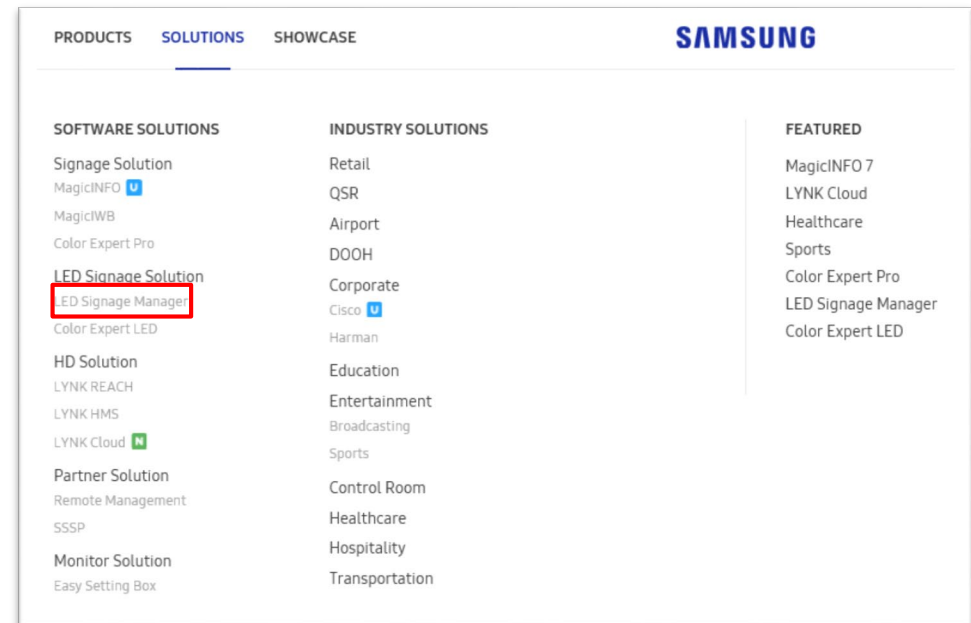 PRODUCTS SOLUTIONS SHOWCASE SAMSUNG
SOFTWARE SOLUTIONS
Signage Solution
MagicINFO U
MagicIWB
Color Expert Pro
LED Signage Solution
LED Signage Manager
Color Expert LED
HD Solution
LYNK REACH
LYNK HMS
LYNK Cloud N
Partner Solution
Remote Management
SSSP
Monitor Solution
Easy Setting Box
INDUSTRY SOLUTIONS
Retail
QSR
Airport
DOOH
Corporate
Cisco U
Harman
Education
Entertainment
Broadcasting
Sports
Control Room
Healthcare
Hospitality
Transportation
FEATURED
MagicINFO 7
LYNK Cloud
Healthcare
Sports
Color Expert Pro
LED Signage Manager
Color Expert LED